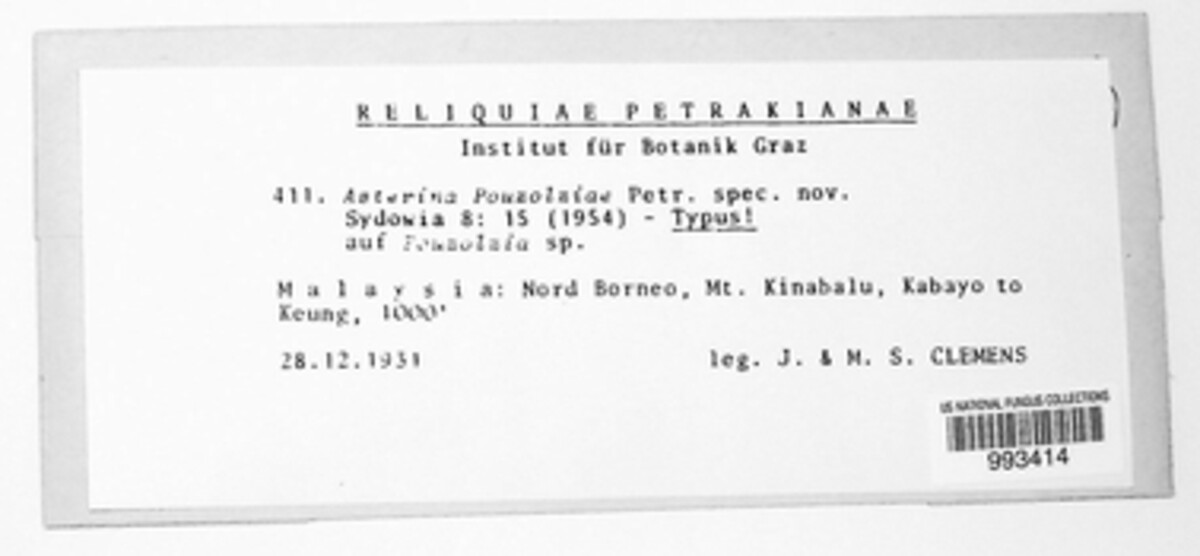 RELIQUIAE PETRAKIANAE
Institut für Botanik Graz
411. Asterina Pouzolziae Petr. spec. nov.
Sydowia 8: 15 (1954) - Typus!
auf Pouzolzia sp.
Malaysia: Nord Borneo, Mt. Kinabalu, Kabayo to
Keung, 1000'
28.12.1931
leg. J. & M. S. CLEMENS
US NATIONAL FUNGUS COLLECTIONS
993414